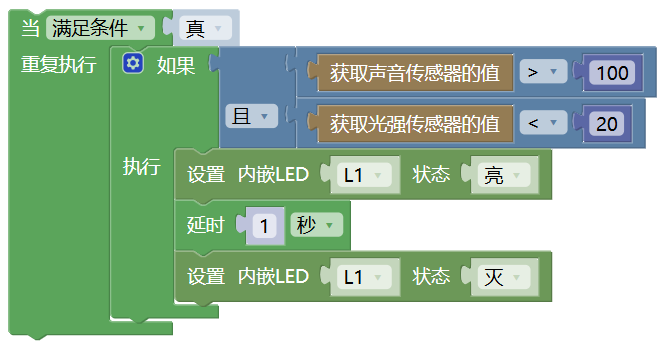 当 满足条件 真
重复执行 如果 获取声音传感器的值 > 100
且
获取光强传感器的值 < 20
执行 设置 内嵌LED L1 状态 亮
延时 1 秒
设置 内嵌LED L1 状态 灭